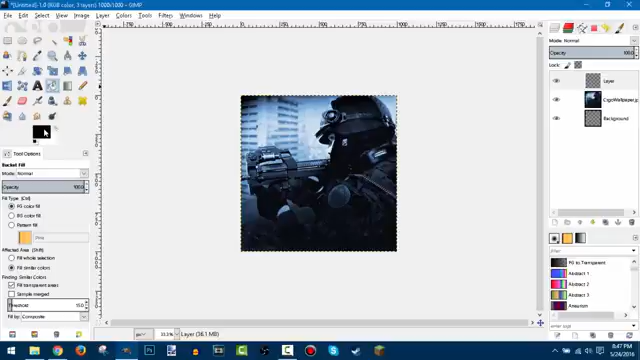 *[Untitled]-1.0 (RGB color, 3 layers) 1000x1000 – GIMP
File Edit Select View Image Layer Colors Tools Filters Windows Help
Mode: Normal
Opacity 100.0
Lock:
Layer
CsgoWallpaper.jp
Background
Tool Options
Bucket Fill
Mode: Normal
Opacity 100.0
Fill Type (Ctrl)
FG color fill
BG color fill
Pattern fill
Pine
Affected Area (Shift)
Fill whole selection
Fill similar colors
Finding Similar Colors
Fill transparent areas
Sample merged
Threshold 15.0
Fill by: Composite
FG to Transparent
Abstract 1
Abstract 2
Abstract 3
Aneurism
px 33.3% Layer (36.1 MB)
8:47 PM
5/24/2016